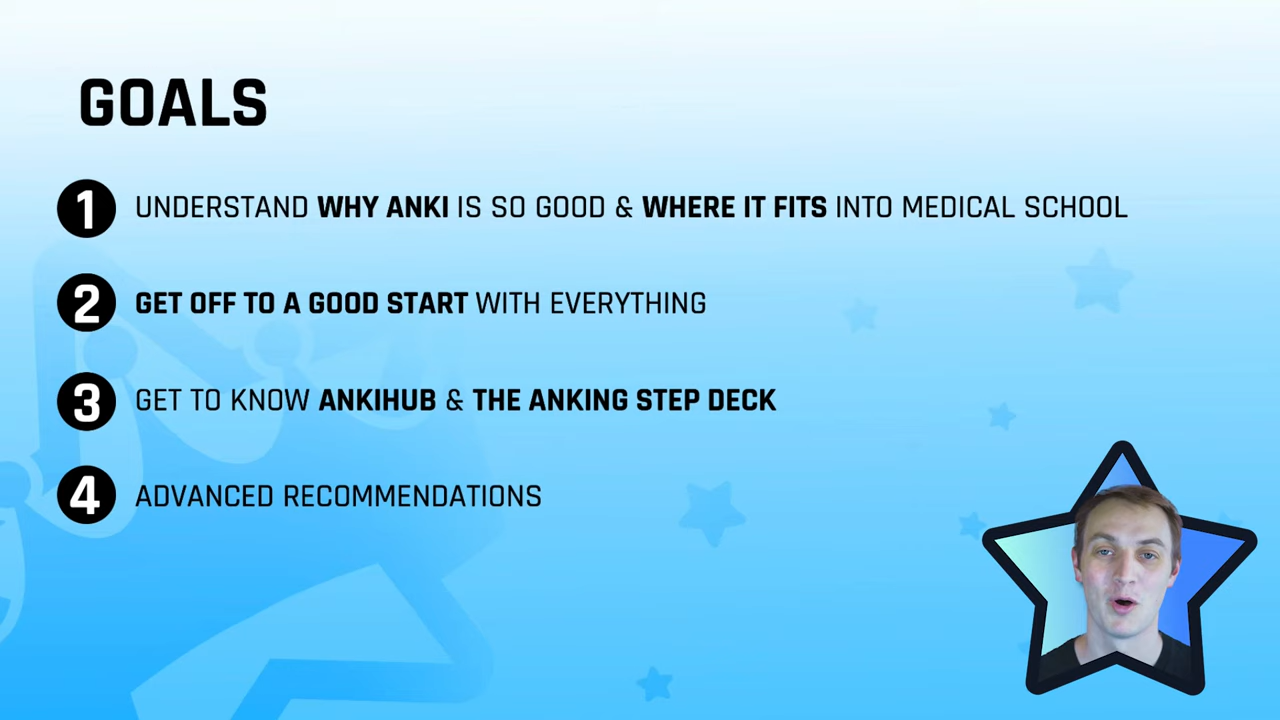 GOALS
1 UNDERSTAND WHY ANKI IS SO GOOD & WHERE IT FITS INTO MEDICAL SCHOOL
2 GET OFF TO A GOOD START WITH EVERYTHING
3 GET TO KNOW ANKIHUB & THE ANKING STEP DECK
4 ADVANCED RECOMMENDATIONS